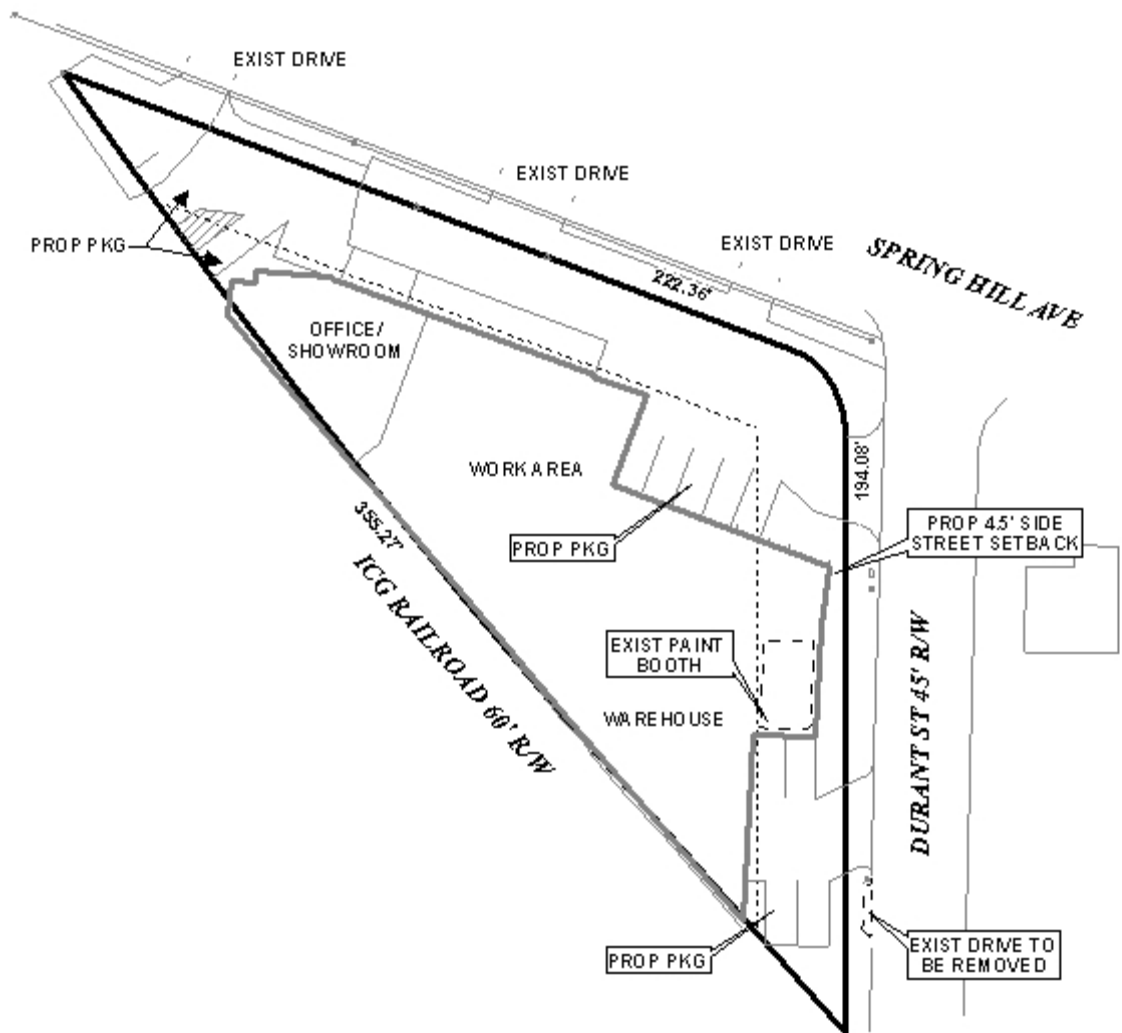 EXIST DRIVE
EXIST DRIVE
EXIST DRIVE
SPRING HILL AVE
PROP PKG
222.36'
OFFICE/
SHOWROOM
WORK AREA
194.08'
PROP PKG
PROP 4.5' SIDE
STREET SETBACK
355.27'
ICG RAILROAD 60' R/W
EXIST PAINT
BOOTH
WAREHOUSE
DURANT ST 45' R/W
PROP PKG
EXIST DRIVE TO
BE REMOVED